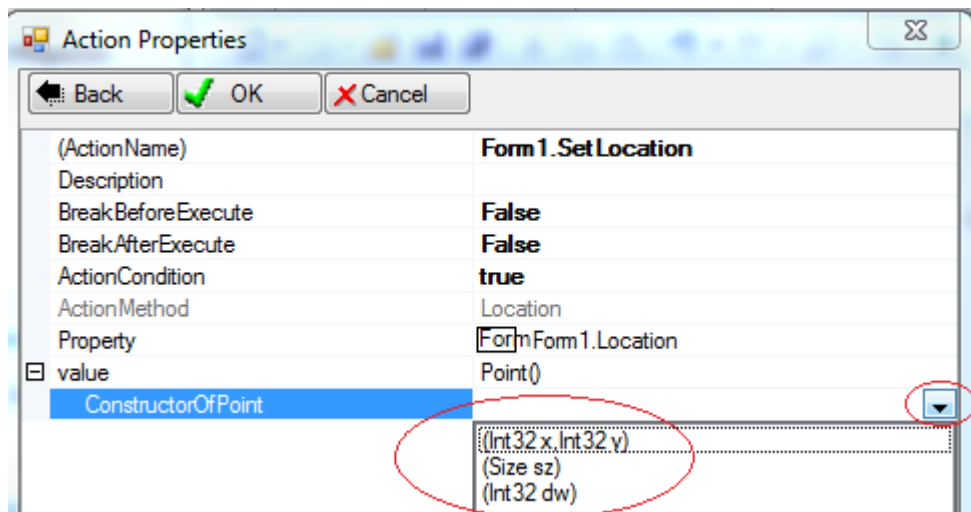 Action Properties
Back OK Cancel
(ActionName) Form1.SetLocation
Description
BreakBeforeExecute False
BreakAfterExecute False
ActionCondition true
ActionMethod Location
Property Form Form1.Location
value Point()
ConstructorOfPoint
(Int32 x,Int32 y)
(Size sz)
(Int32 dw)